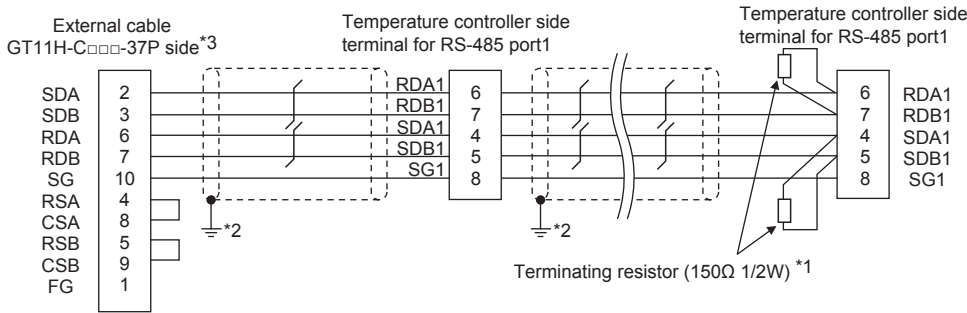 External cable
GT11H-C□□□-37P side*3
Temperature controller side
terminal for RS-485 port1
Temperature controller side
terminal for RS-485 port1
SDA 2 RDA1 6 6 RDA1
SDB 3 RDB1 7 7 RDB1
RDA 6 SDA1 4 4 SDA1
RDB 7 SDB1 5 5 SDB1
SG 10 SG1 8 8 SG1
RSA 4
CSA 8
RSB 5
CSB 9
FG 1
*2
*2
Terminating resistor (150Ω 1/2W) *1